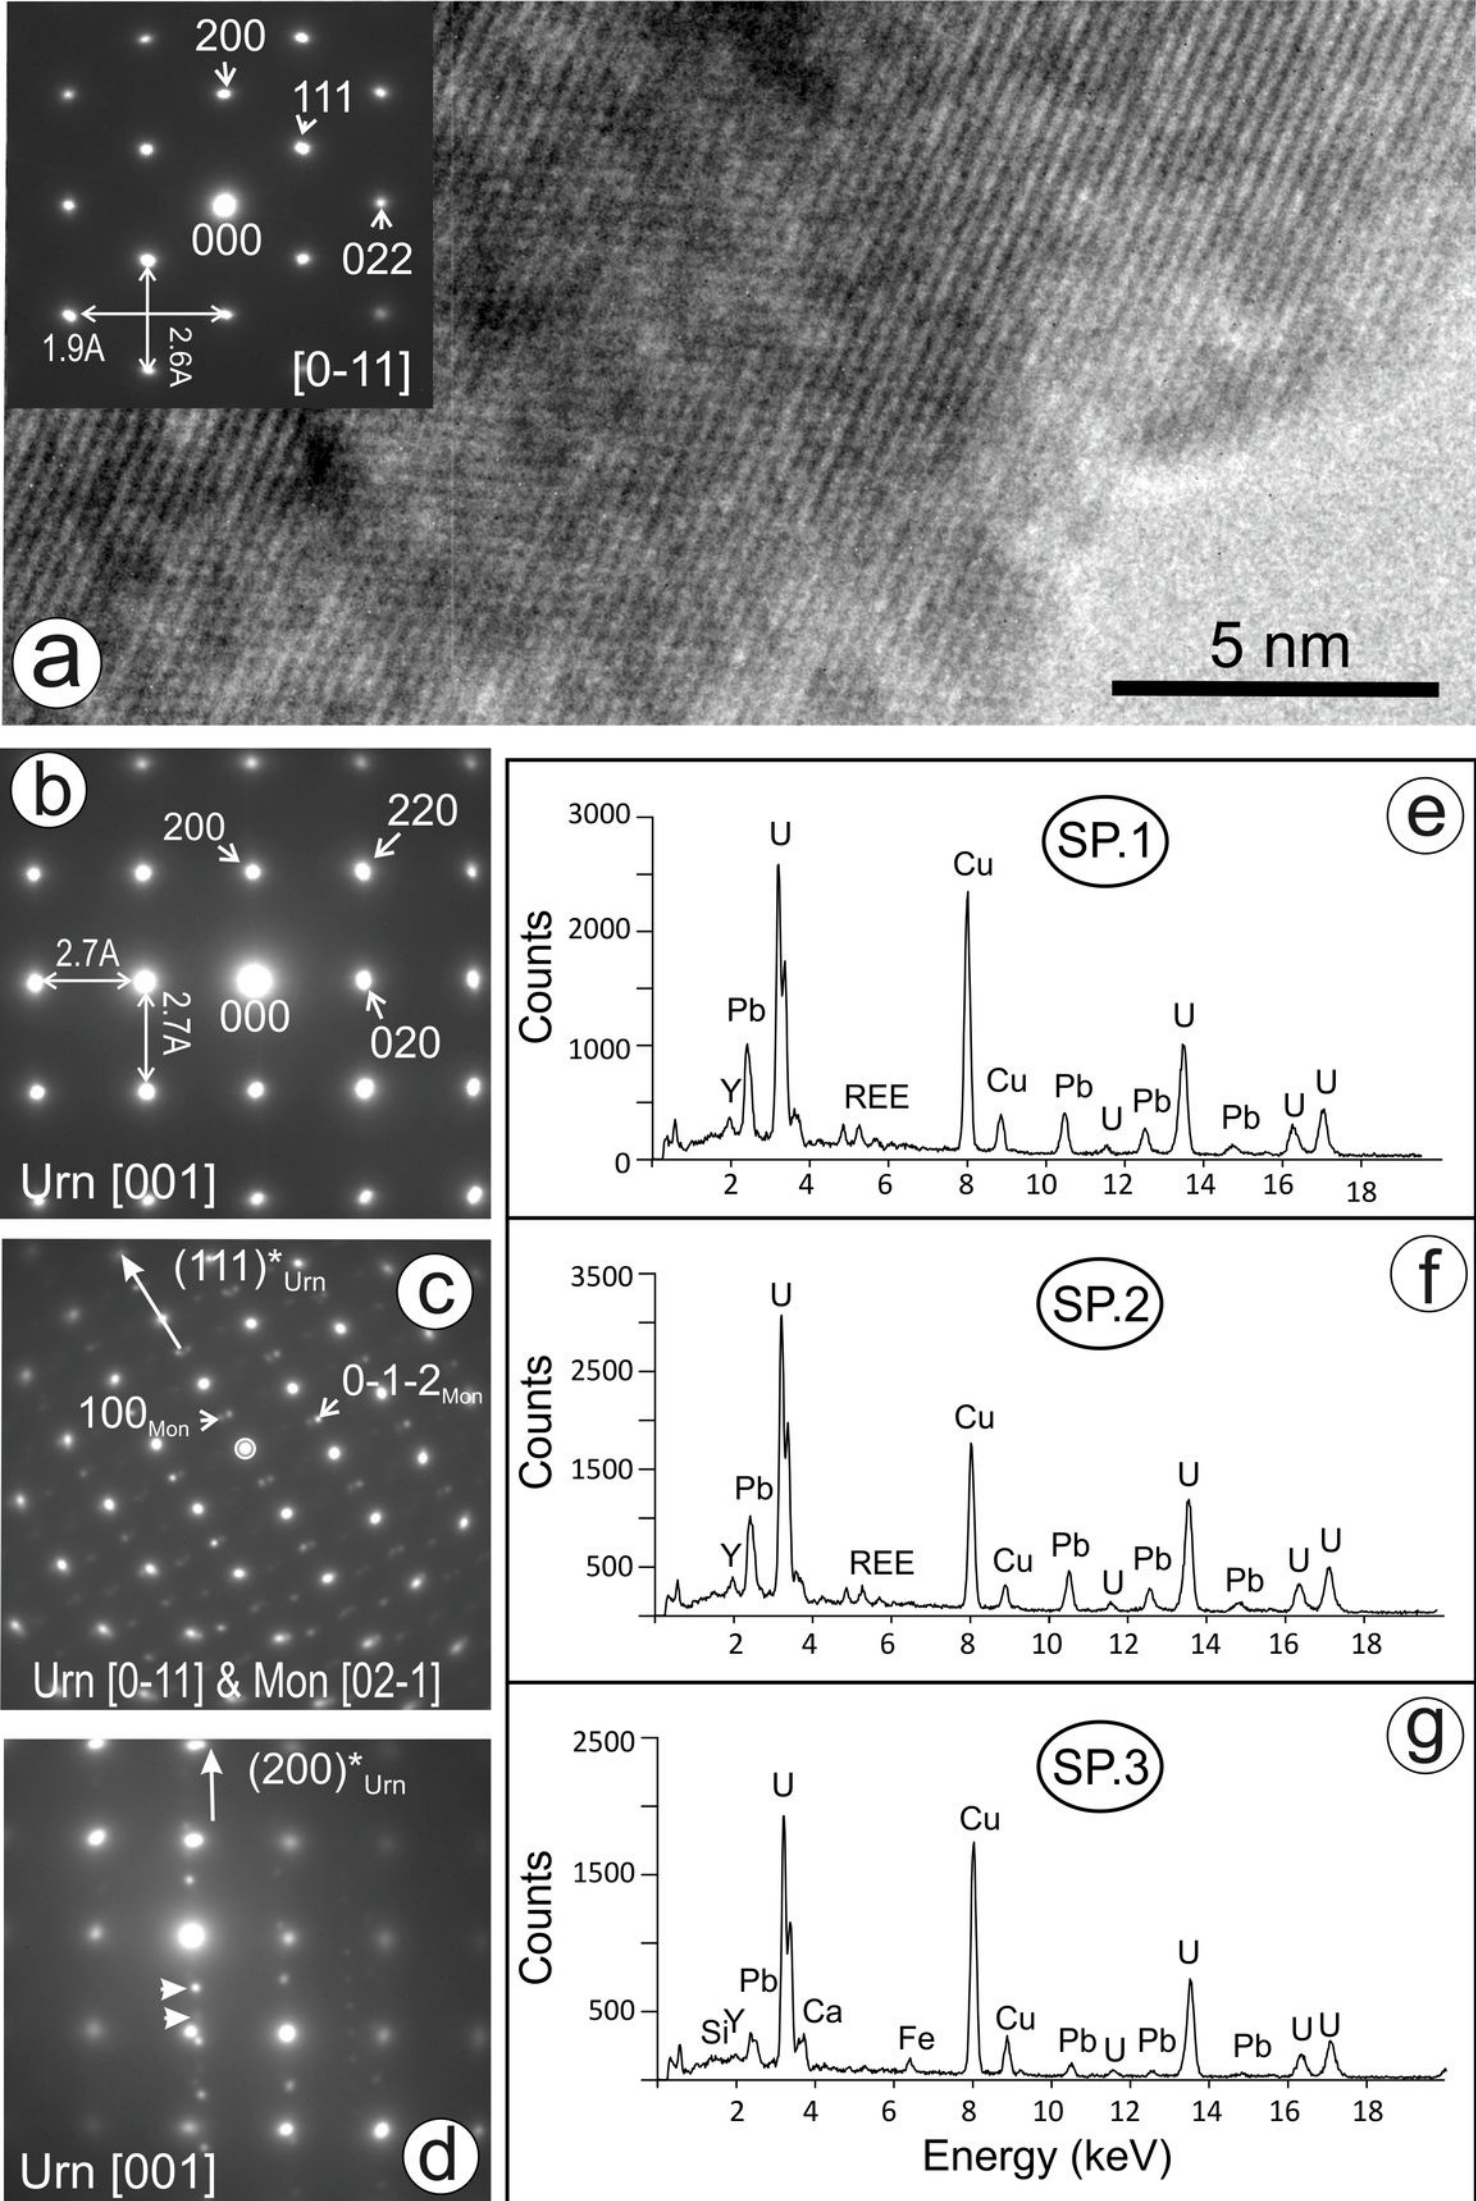 200
111
000
022
1.9A
2.6A
[0-11]
a
5 nm
b
200
220
2.7A
2.7A
000
020
Urn [001]
c
(111)*Urn
100Mon
0-1-2Mon
Urn [0-11] & Mon [02-1]
(200)*Urn
Urn [001]
d
e
SP.1
Counts
3000
2000
1000
0
U
Cu
Pb
Y
REE
Cu
Pb
U
Pb
U
Pb
U
U
2 4 6 8 10 12 14 16 18
f
SP.2
Counts
3500
2500
1500
500
U
Cu
Pb
Y
REE
Cu
Pb
U
Pb
U
Pb
U
U
2 4 6 8 10 12 14 16 18
g
SP.3
Counts
2500
1500
500
U
Cu
Pb
Si
Y
Ca
Fe
Cu
Pb
U
Pb
U
Pb
U
U
2 4 6 8 10 12 14 16 18
Energy (keV)